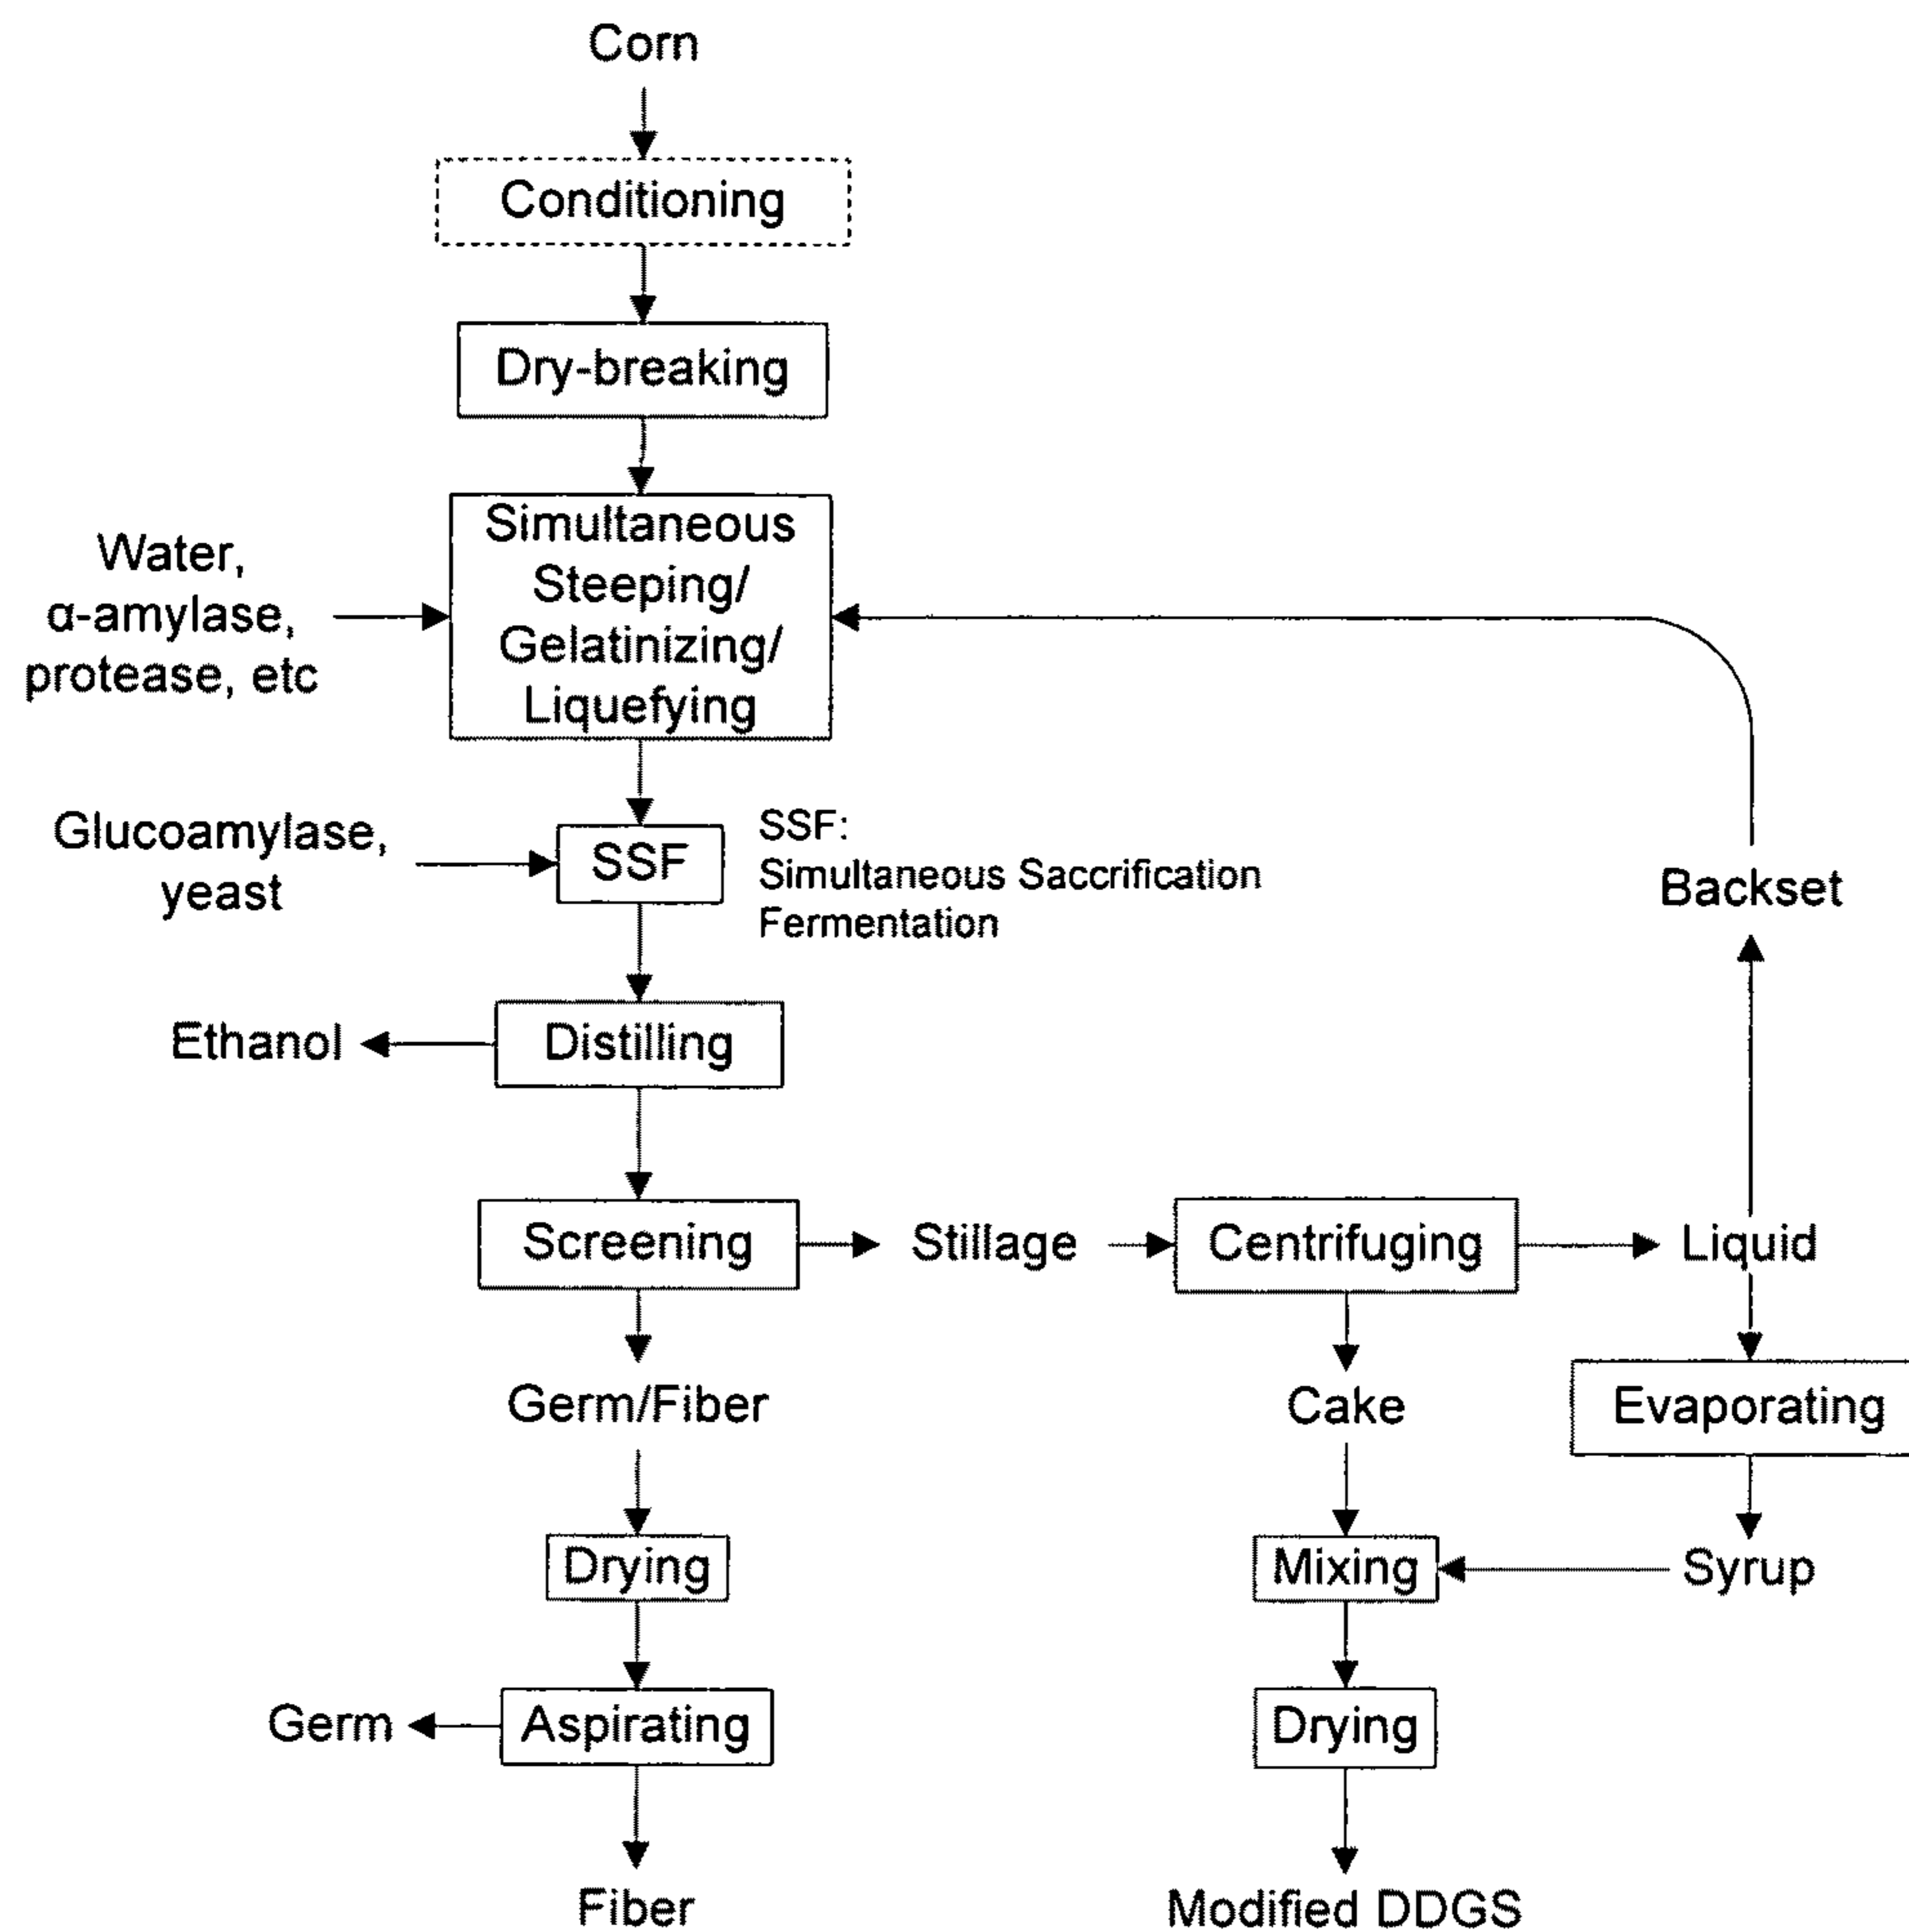 Corn
Conditioning
Dry-breaking
Water,
α-amylase,
protease, etc
Simultaneous
Steeping/
Gelatinizing/
Liquefying
Glucoamylase,
yeast
SSF
SSF:
Simultaneous Saccrification
Fermentation
Backset
Ethanol
Distilling
Screening
Stillage
Centrifuging
Liquid
Germ/Fiber
Cake
Evaporating
Drying
Mixing
Syrup
Germ
Aspirating
Drying
Fiber
Modified DDGS